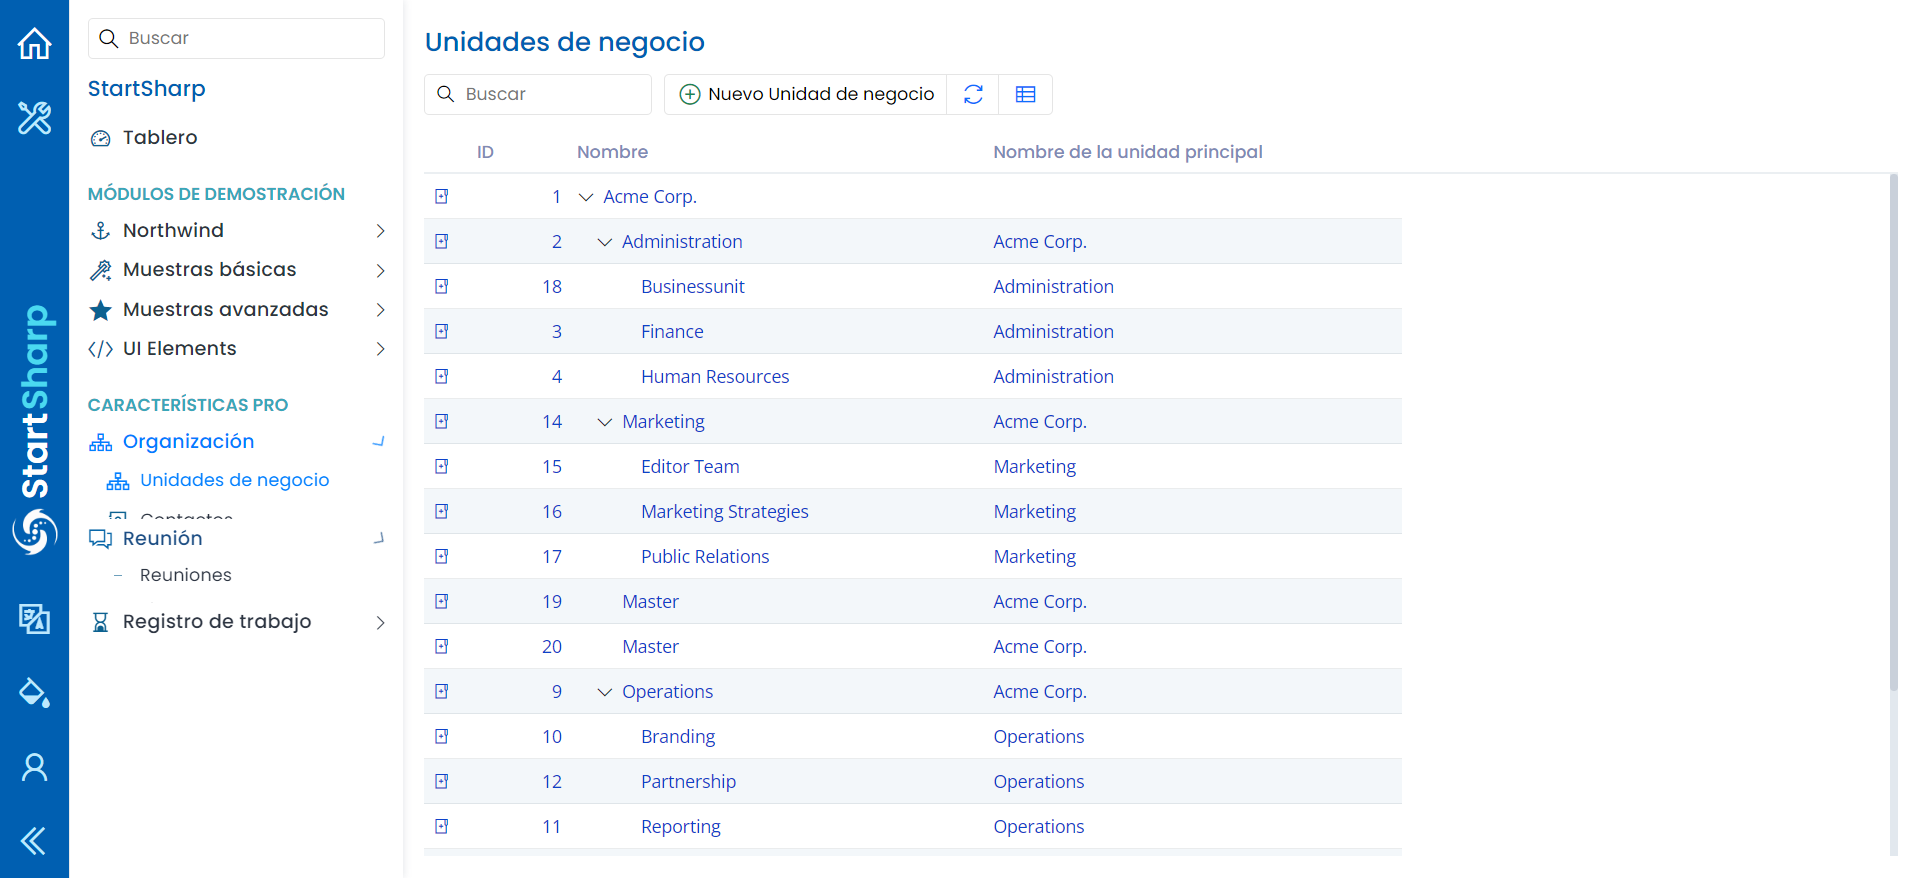 StartSharp
Buscar
StartSharp
Tablero
MÓDULOS DE DEMOSTRACIÓN
Northwind
Muestras básicas
Muestras avanzadas
UI Elements
CARACTERÍSTICAS PRO
Organización
Unidades de negocio
Contactos
Reunión
Reuniones
Registro de trabajo
Unidades de negocio
Buscar
Nuevo Unidad de negocio
ID Nombre Nombre de la unidad principal
1 Acme Corp.
2 Administration Acme Corp.
18 Businessunit Administration
3 Finance Administration
4 Human Resources Administration
14 Marketing Acme Corp.
15 Editor Team Marketing
16 Marketing Strategies Marketing
17 Public Relations Marketing
19 Master Acme Corp.
20 Master Acme Corp.
9 Operations Acme Corp.
10 Branding Operations
12 Partnership Operations
11 Reporting Operations